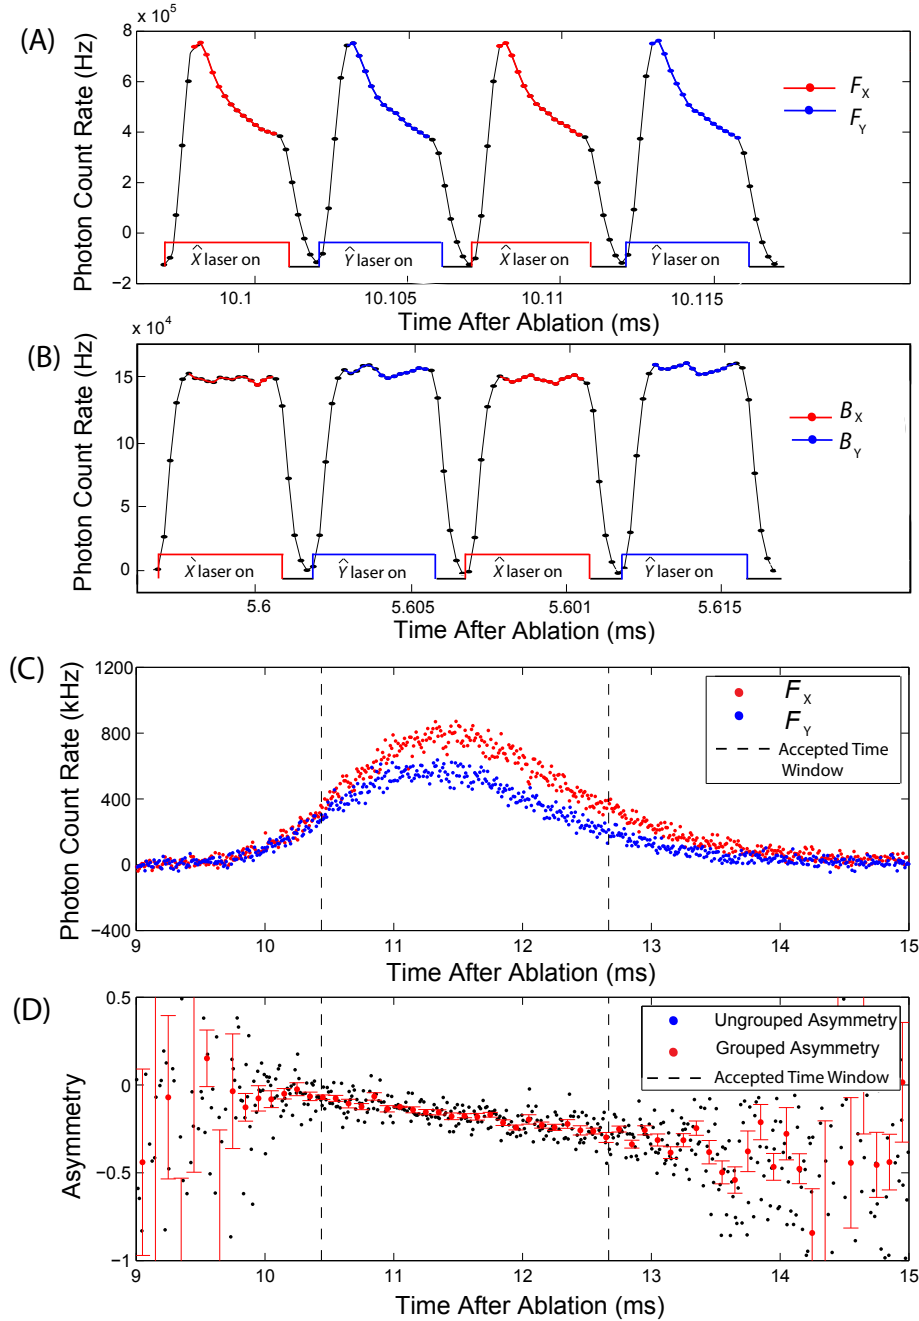 (A)
x 10⁵
8
6
4
2
0
−2
Photon Count Rate (Hz)
F_X
F_Y
X̂ laser on
Ŷ laser on
X̂ laser on
Ŷ laser on
10.1
10.105
10.11
10.115
Time After Ablation (ms)
(B)
x 10⁴
15
10
5
0
Photon Count Rate (Hz)
B_X
B_Y
X̀ laser on
Ŷ laser on
X̂ laser on
Ŷ laser on
5.6
5.605
5.601
5.615
Time After Ablation (ms)
(C)
1200
800
400
0
−400
Photon Count Rate (kHz)
F_X
F_Y
Accepted Time
Window
9
10
11
12
13
14
15
Time After Ablation (ms)
(D)
0.5
0
−0.5
−1
Asymmetry
Ungrouped Asymmetry
Grouped Asymmetry
Accepted Time Window
9
10
11
12
13
14
15
Time After Ablation (ms)